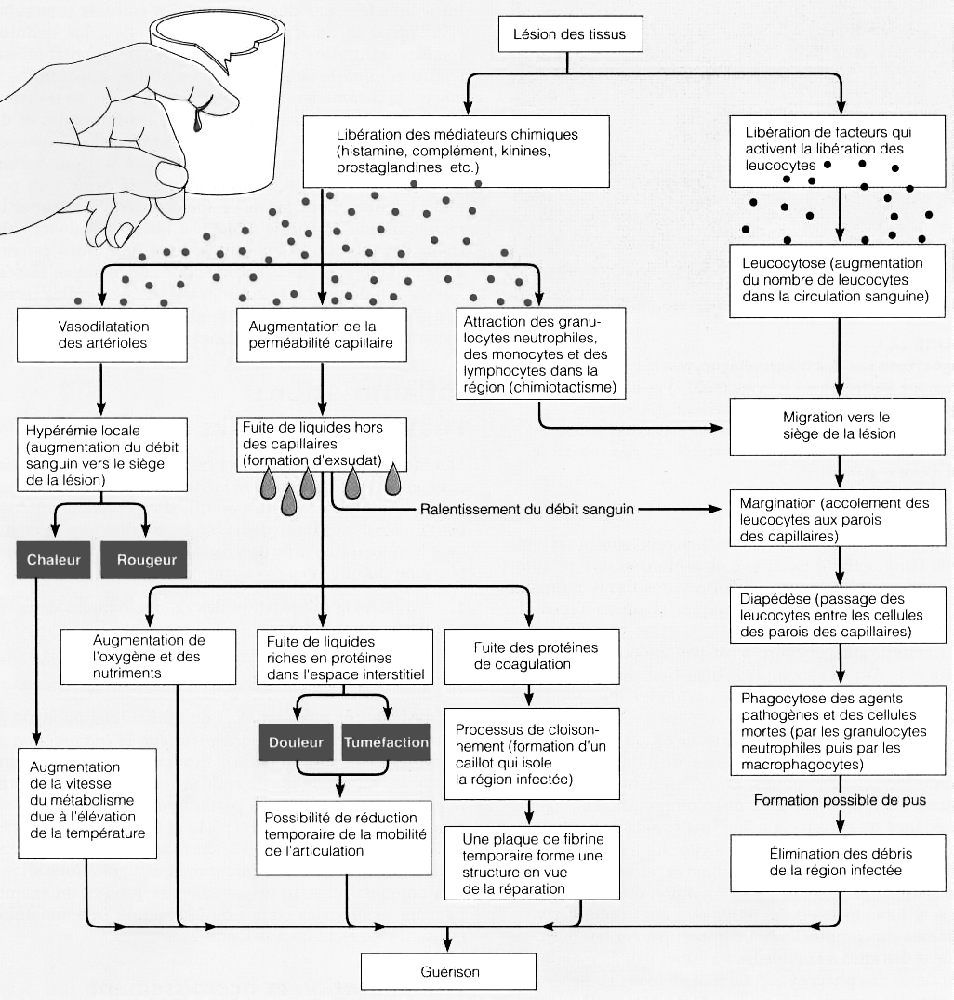 Lésion des tissus
Libération des médiateurs chimiques
(histamine, complément, kinines,
prostaglandines, etc.)
Libération de facteurs qui
activent la libération des
leucocytes
Leucocytose (augmentation
du nombre de leucocytes
dans la circulation sanguine)
Vasodilatation
des artérioles
Augmentation de la
perméabilité capillaire
Attraction des granu-
locytes neutrophiles,
des monocytes et des
lymphocytes dans la
région (chimiotactisme)
Migration vers le
siège de la lésion
Hypérémie locale
(augmentation du débit
sanguin vers le siège
de la lésion)
Fuite de liquides hors
des capillaires
(formation d'exsudat)
Ralentissement du débit sanguin
Margination (accolement des
leucocytes aux parois
des capillaires)
Chaleur
Rougeur
Diapédèse (passage des
leucocytes entre les cellules
des parois des capillaires)
Augmentation de
l'oxygène et des
nutriments
Fuite de liquides
riches en protéines
dans l'espace interstitiel
Fuite des protéines
de coagulation
Phagocytose des agents
pathogènes et des cellules
mortes (par les granulocytes
neutrophiles puis par les
macrophagocytes)
Douleur
Tuméfaction
Processus de cloison-
nement (formation d'un
caillot qui isole
la région infectée)
Augmentation
de la vitesse
du métabolisme
due à l'élévation
de la température
Formation possible de pus
Possibilité de réduction
temporaire de la mobilité
de l'articulation
Une plaque de fibrine
temporaire forme une
structure en vue
de la réparation
Élimination des débris
de la région infectée
Guérison